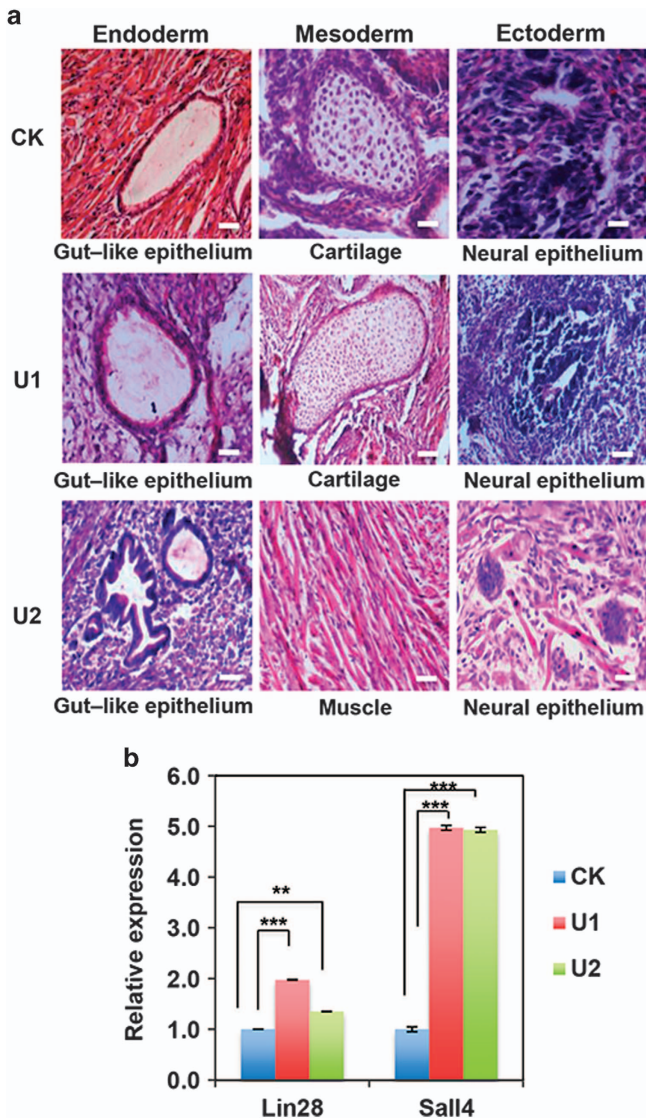 a
Endoderm Mesoderm Ectoderm
CK
Gut–like epithelium Cartilage Neural epithelium
U1
Gut–like epithelium Cartilage Neural epithelium
U2
Gut–like epithelium Muscle Neural epithelium
b
Relative expression
6.0
5.0
4.0
3.0
2.0
1.0
0.0
**
***
***
***
Lin28 Sall4
CK
U1
U2